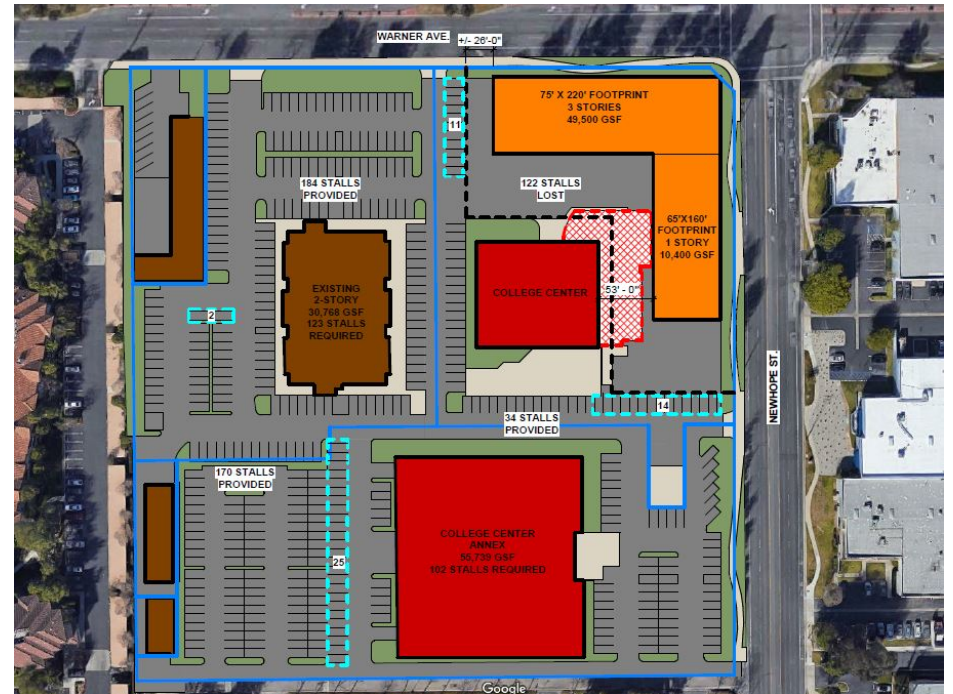 WARNER AVE.
+/- 26'-0"
75' X 220' FOOTPRINT
3 STORIES
49,500 GSF
11
184 STALLS
PROVIDED
122 STALLS
LOST
65'X160'
FOOTPRINT
1 STORY
10,400 GSF
EXISTING
2-STORY
30,768 GSF
123 STALLS
REQUIRED
COLLEGE CENTER
53' - 0"
2
14
34 STALLS
PROVIDED
NEWHOPE ST.
170 STALLS
PROVIDED
COLLEGE CENTER
ANNEX
55,739 GSF
102 STALLS REQUIRED
25
Google